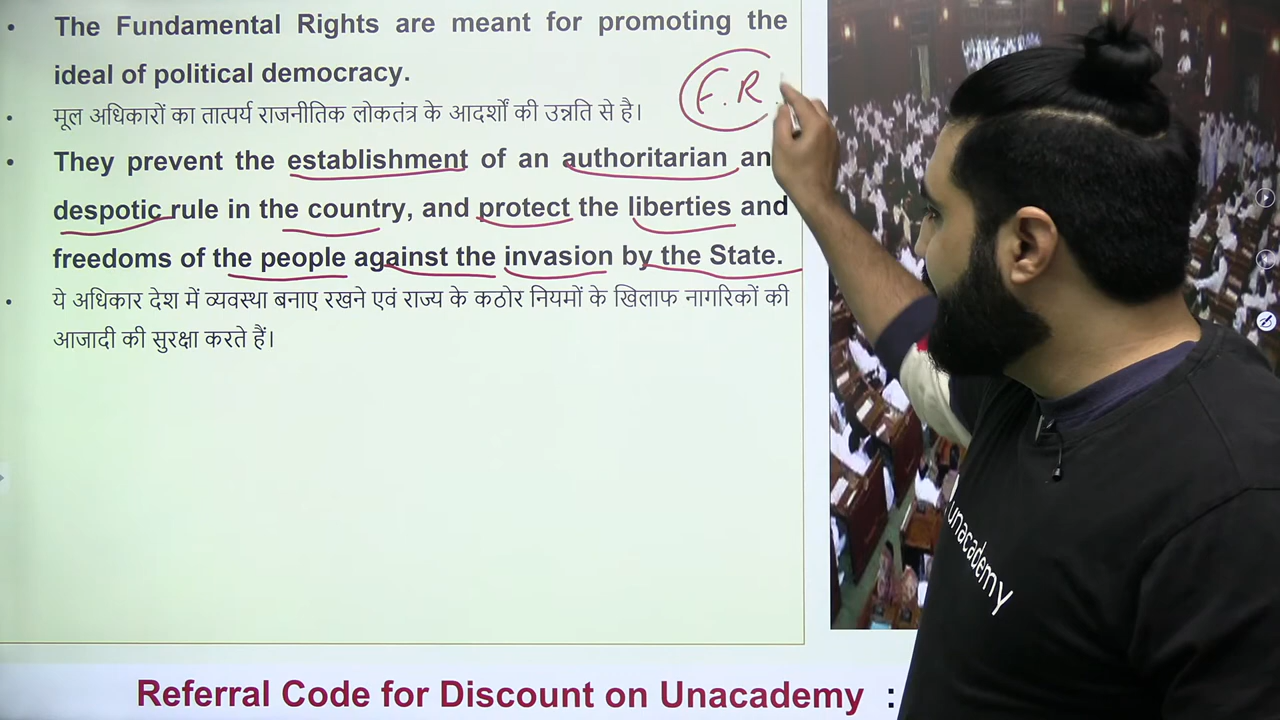 The Fundamental Rights are meant for promoting the
ideal of political democracy.
F.R
मूल अधिकारों का तात्पर्य राजनीतिक लोकतंत्र के आदर्शों की उन्नति से है।
They prevent the establishment of an authoritarian an
despotic rule in the country, and protect the liberties and
freedoms of the people against the invasion by the State.
ये अधिकार देश में व्यवस्था बनाए रखने एवं राज्य के कठोर नियमों के खिलाफ नागरिकों की
आजादी की सुरक्षा करते हैं।
unacademy
Referral Code for Discount on Unacademy :